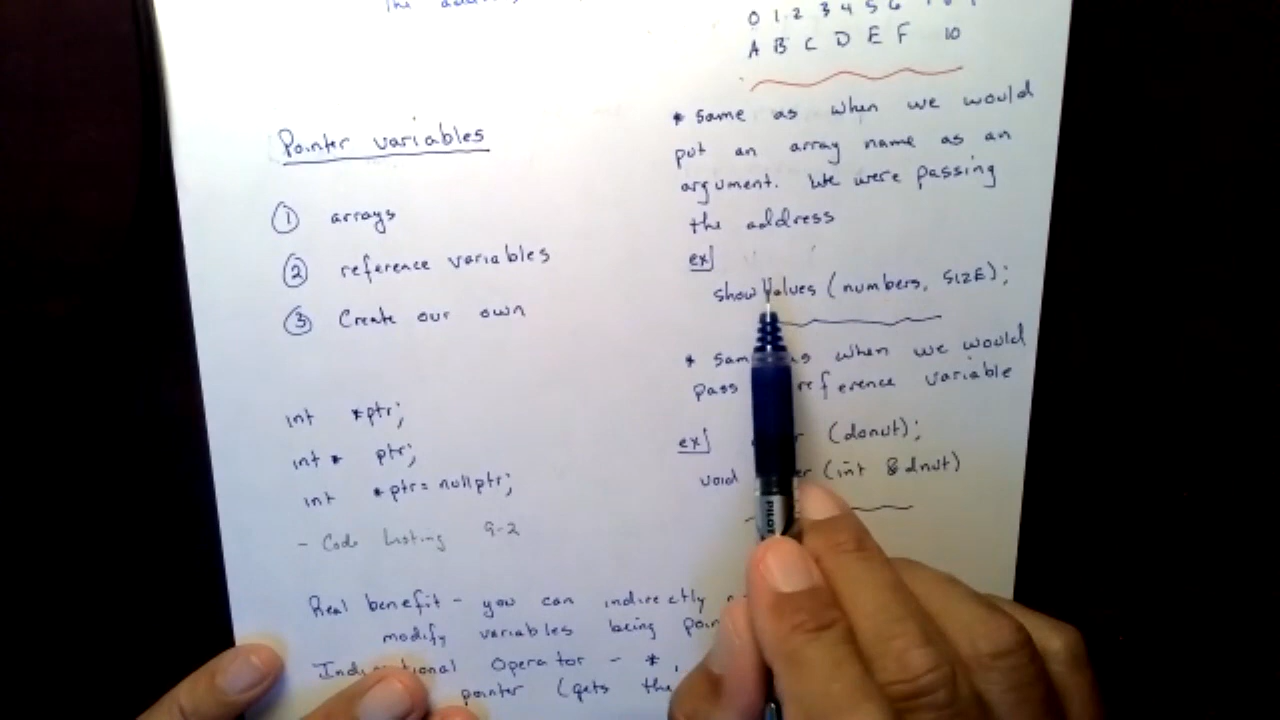 The
0 1 2 3 4 5 6
A B C D E F 10
Pointer variables
① arrays
② reference variables
③ Create our own
int *ptr;
int* ptr;
int *ptr = nullptr;
- Code listing 9-2
Real benefit - you can indirectly
modify variables being
Operator - *,
pointer (gets the
* Same as when we would
put an array name as an
argument. We were passing
the address
ex]
showValues (numbers, SIZE);
* when we would
pass reference variable
ex] (donut);
void (int &dnut)
PILOT